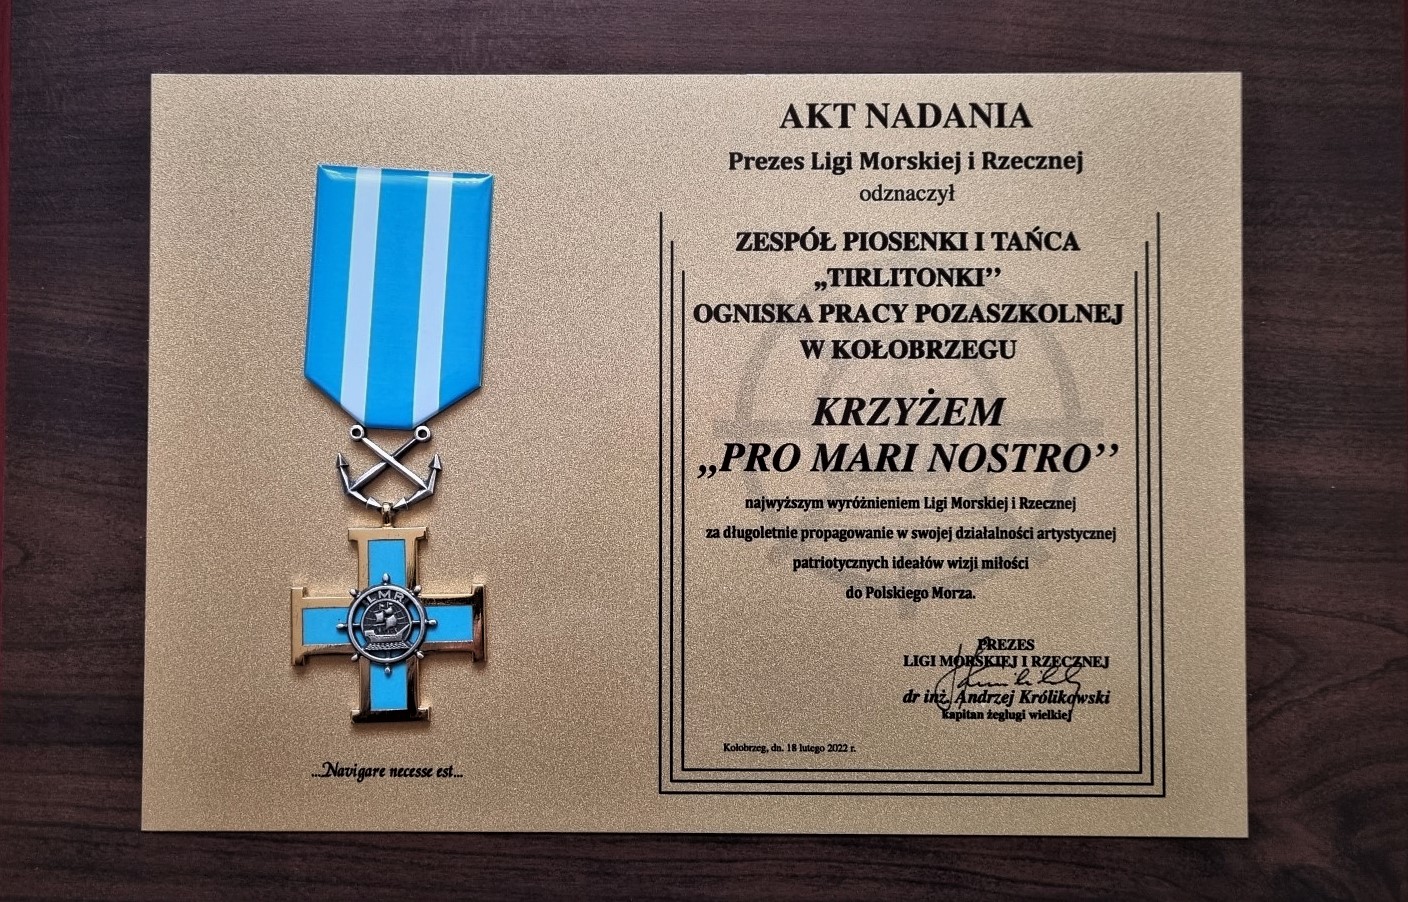 AKT NADANIA
Prezes Ligi Morskiej i Rzecznej
odznaczył
ZESPÓŁ PIOSENKI I TAŃCA
„TIRLITONKI’’
OGNISKA PRACY POZASZKOLNEJ
W KOŁOBRZEGU
KRZYŻEM
„PRO MARI NOSTRO’’
najwyższym wyróżnieniem Ligi Morskiej i Rzecznej
za długoletnie propagowanie w swojej działalności artystycznej
patriotycznych ideałów wizji miłości
do Polskiego Morza.
PREZES
LIGI MORSKIEJ I RZECZNEJ
dr inż. Andrzej Królikowski
kapitan żeglugi wielkiej
Kołobrzeg, dn. 18 lutego 2022 r.
LMR
...Navigare necesse est...